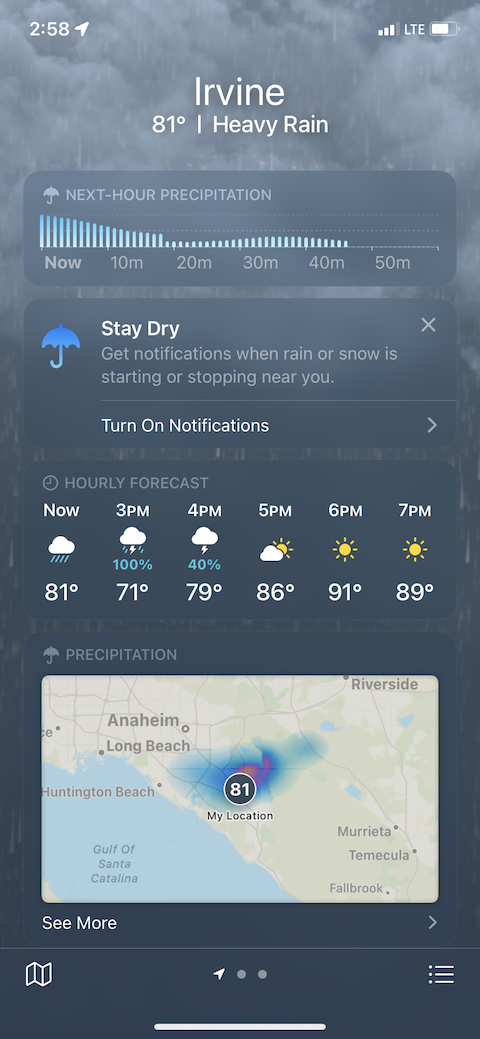 2:58 LTE
Irvine
81° | Heavy Rain
NEXT-HOUR PRECIPITATION
Now 10m 20m 30m 40m 50m
Stay Dry
Get notifications when rain or snow is
starting or stopping near you.
Turn On Notifications
HOURLY FORECAST
Now 3PM 4PM 5PM 6PM 7PM
100% 40%
81° 71° 79° 86° 91° 89°
PRECIPITATION
Riverside
Anaheim
ce
Long Beach
Huntington Beach
81
My Location
Murrieta
Temecula
Gulf Of
Santa
Catalina
Fallbrook
See More